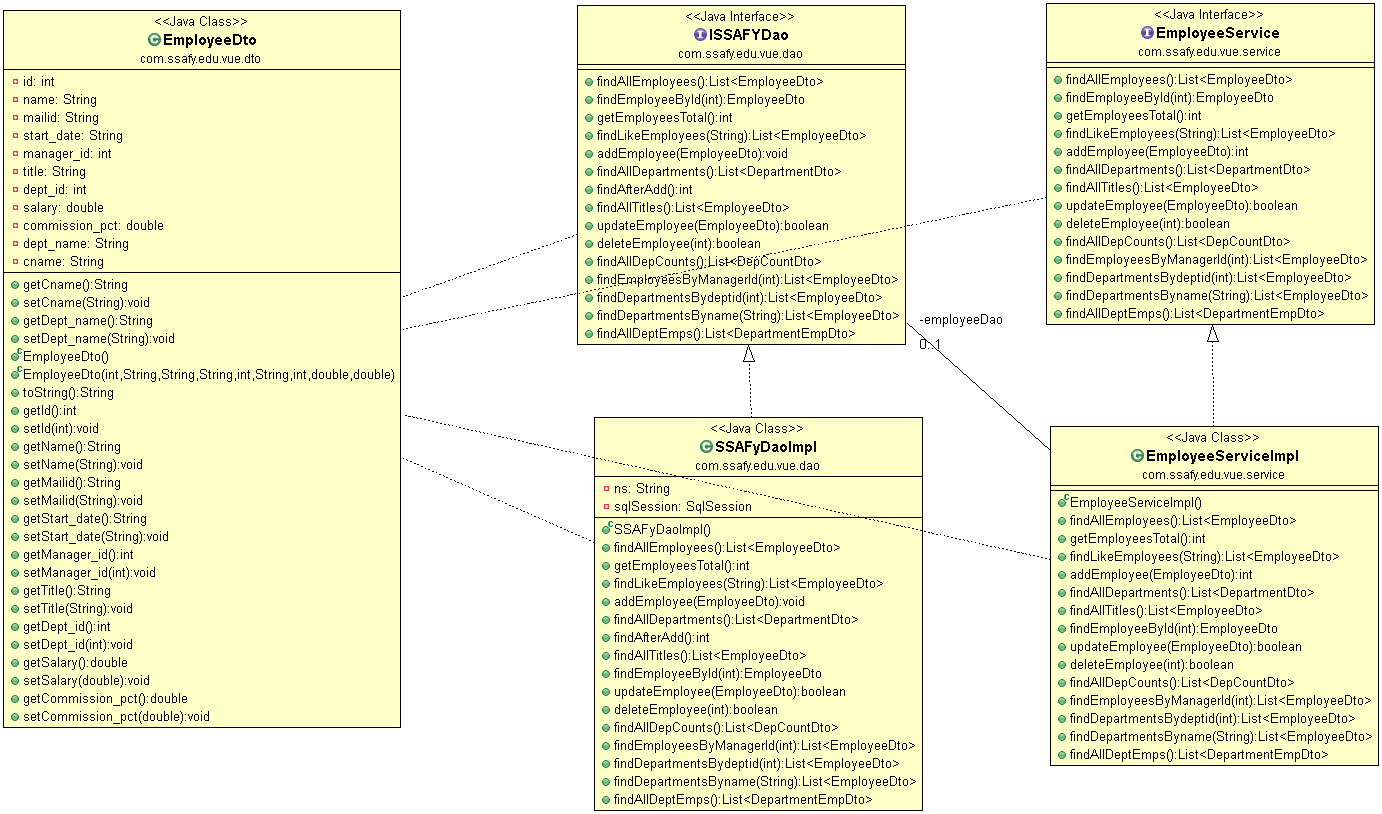 <<Java Class>>
EmployeeDto
com.ssafy.edu.vue.dto
id: int
name: String
mailid: String
start_date: String
manager_id: int
title: String
dept_id: int
salary: double
commission_pct: double
dept_name: String
cname: String
getCname():String
setCname(String):void
getDept_name():String
setDept_name(String):void
EmployeeDto()
EmployeeDto(int,String,String,String,int,String,int,double,double)
toString():String
getId():int
setId(int):void
getName():String
setName(String):void
getMailid():String
setMailid(String):void
getStart_date():String
setStart_date(String):void
getManager_id():int
setManager_id(int):void
getTitle():String
setTitle(String):void
getDept_id():int
setDept_id(int):void
getSalary():double
setSalary(double):void
getCommission_pct():double
setCommission_pct(double):void
<<Java Interface>>
ISSAFYDao
com.ssafy.edu.vue.dao
findAllEmployees():List<EmployeeDto>
findEmployeeById(int):EmployeeDto
getEmployeesTotal():int
findLikeEmployees(String):List<EmployeeDto>
addEmployee(EmployeeDto):void
findAllDepartments():List<DepartmentDto>
findAfterAdd():int
findAllTitles():List<EmployeeDto>
updateEmployee(EmployeeDto):boolean
deleteEmployee(int):boolean
findAllDepCounts():List<DepCountDto>
findEmployeesByManagerId(int):List<EmployeeDto>
findDepartmentsBydeptid(int):List<EmployeeDto>
findDepartmentsByname(String):List<EmployeeDto>
findAllDeptEmps():List<DepartmentEmpDto>
<<Java Interface>>
EmployeeService
com.ssafy.edu.vue.service
findAllEmployees():List<EmployeeDto>
findEmployeeById(int):EmployeeDto
getEmployeesTotal():int
findLikeEmployees(String):List<EmployeeDto>
addEmployee(EmployeeDto):int
findAllDepartments():List<DepartmentDto>
findAllTitles():List<EmployeeDto>
updateEmployee(EmployeeDto):boolean
deleteEmployee(int):boolean
findAllDepCounts():List<DepCountDto>
findEmployeesByManagerId(int):List<EmployeeDto>
findDepartmentsBydeptid(int):List<EmployeeDto>
findDepartmentsByname(String):List<EmployeeDto>
findAllDeptEmps():List<DepartmentEmpDto>
-employeeDao
0..1
<<Java Class>>
SSAFyDaoImpl
com.ssafy.edu.vue.dao
ns: String
sqlSession: SqlSession
SSAFyDaoImpl()
findAllEmployees():List<EmployeeDto>
getEmployeesTotal():int
findLikeEmployees(String):List<EmployeeDto>
addEmployee(EmployeeDto):void
findAllDepartments():List<DepartmentDto>
findAfterAdd():int
findAllTitles():List<EmployeeDto>
findEmployeeById(int):EmployeeDto
updateEmployee(EmployeeDto):boolean
deleteEmployee(int):boolean
findAllDepCounts():List<DepCountDto>
findEmployeesByManagerId(int):List<EmployeeDto>
findDepartmentsBydeptid(int):List<EmployeeDto>
findDepartmentsByname(String):List<EmployeeDto>
findAllDeptEmps():List<DepartmentEmpDto>
<<Java Class>>
EmployeeServiceImpl
com.ssafy.edu.vue.service
EmployeeServiceImpl()
findAllEmployees():List<EmployeeDto>
getEmployeesTotal():int
findLikeEmployees(String):List<EmployeeDto>
addEmployee(EmployeeDto):int
findAllDepartments():List<DepartmentDto>
findAllTitles():List<EmployeeDto>
findEmployeeById(int):EmployeeDto
updateEmployee(EmployeeDto):boolean
deleteEmployee(int):boolean
findAllDepCounts():List<DepCountDto>
findEmployeesByManagerId(int):List<EmployeeDto>
findDepartmentsBydeptid(int):List<EmployeeDto>
findDepartmentsByname(String):List<EmployeeDto>
findAllDeptEmps():List<DepartmentEmpDto>